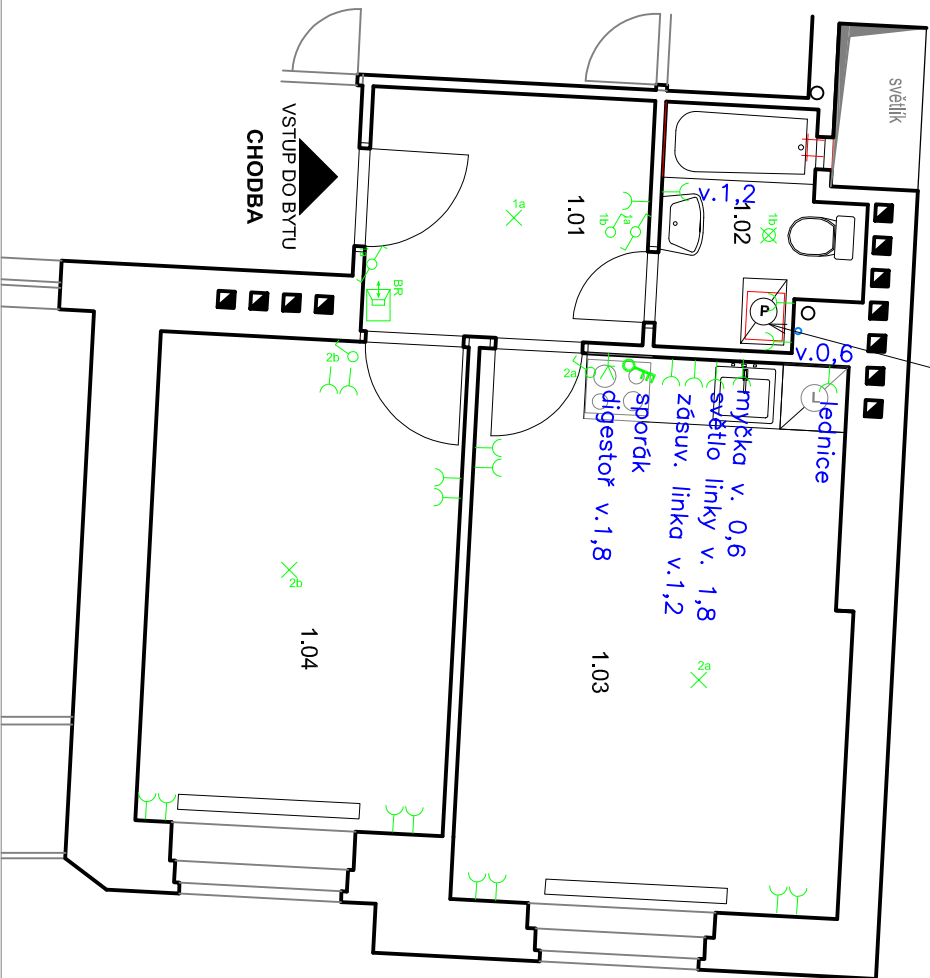 světlík
VSTUP DO BYTU
CHODBA
1a
1.01
1b
1a
v.1,2
1.02
1b
BR
P
v.0,6
2b
2a
lednice
myčka v. 0,6
světlo linky v. 1,8
zásuv. linka v.1,2
sporák
digestoř v.1,8
L
2b
1.04
1.03
2a